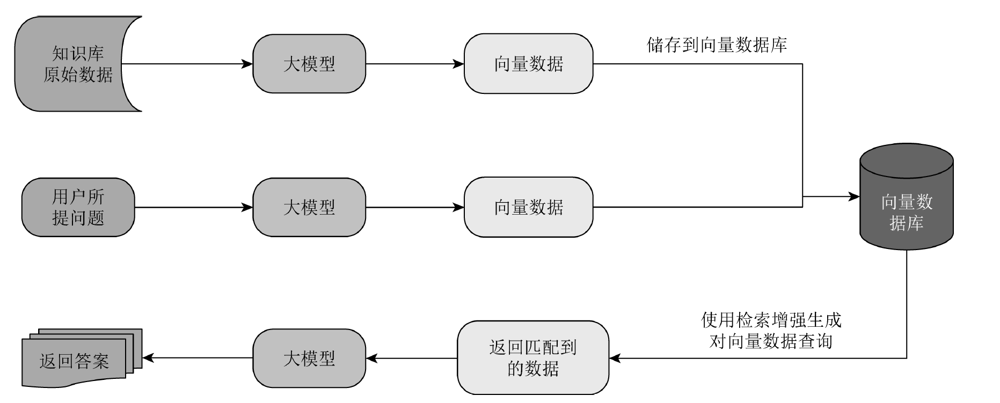 知识库
原始数据
大模型
向量数据
储存到向量数据库
用户所
提问题
大模型
向量数据
向量数
据库
使用检索增强生成
对向量数据查询
返回匹配到
的数据
大模型
返回答案